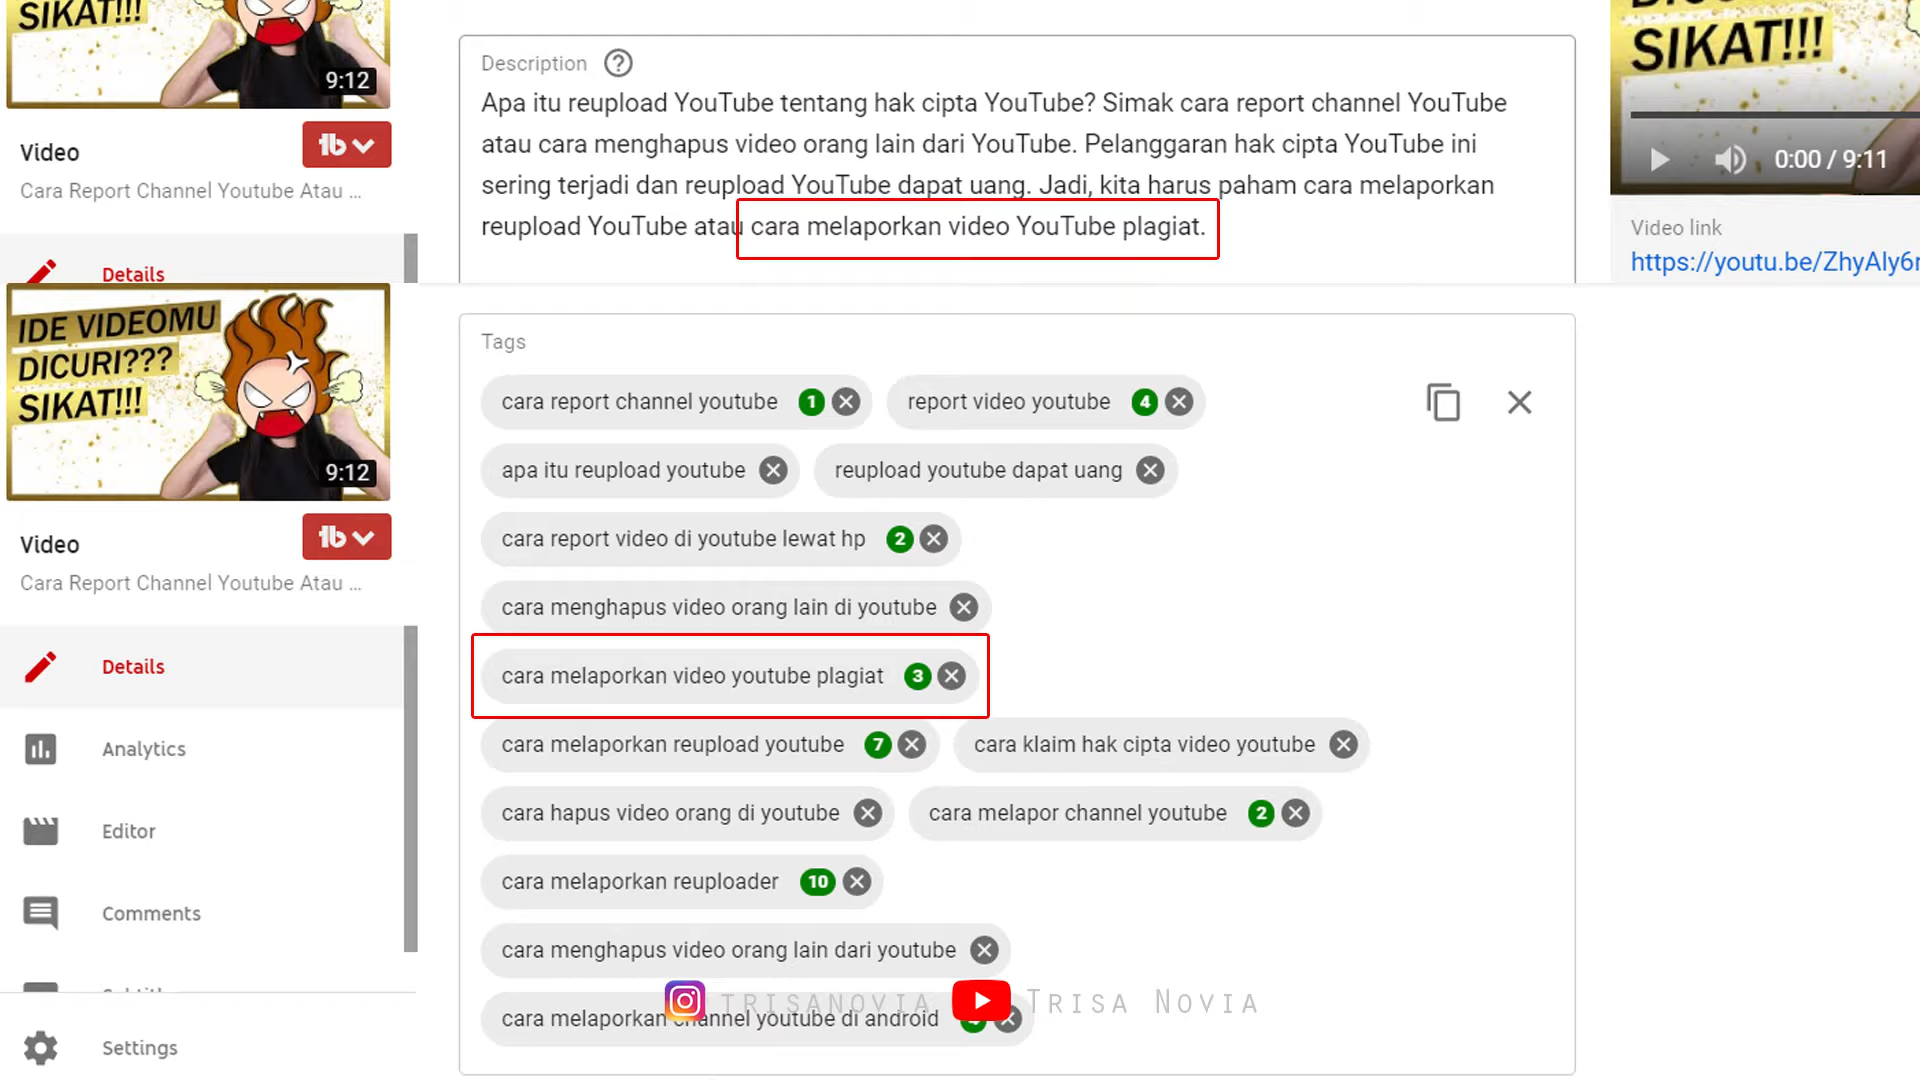 SIKAT!!!
9:12
Video
Cara Report Channel Youtube Atau ...
Details
Description
Apa itu reupload YouTube tentang hak cipta YouTube? Simak cara report channel YouTube
atau cara menghapus video orang lain dari YouTube. Pelanggaran hak cipta YouTube ini
sering terjadi dan reupload YouTube dapat uang. Jadi, kita harus paham cara melaporkan
reupload YouTube atau cara melaporkan video YouTube plagiat.
SIKAT!!!
0:00 / 9:11
Video link
https://youtu.be/ZhyAly6
IDE VIDEOMU
DICURI???
SIKAT!!!
9:12
Video
Cara Report Channel Youtube Atau ...
Details
Analytics
Editor
Comments
Settings
Tags
cara report channel youtube 1
report video youtube 4
apa itu reupload youtube
reupload youtube dapat uang
cara report video di youtube lewat hp 2
cara menghapus video orang lain di youtube
cara melaporkan video youtube plagiat 3
cara melaporkan reupload youtube 7
cara klaim hak cipta video youtube
cara hapus video orang di youtube
cara melapor channel youtube 2
cara melaporkan reuploader 10
cara menghapus video orang lain dari youtube
cara melaporkan channel youtube di android
TRISANOVIA
TRISA NOVIA